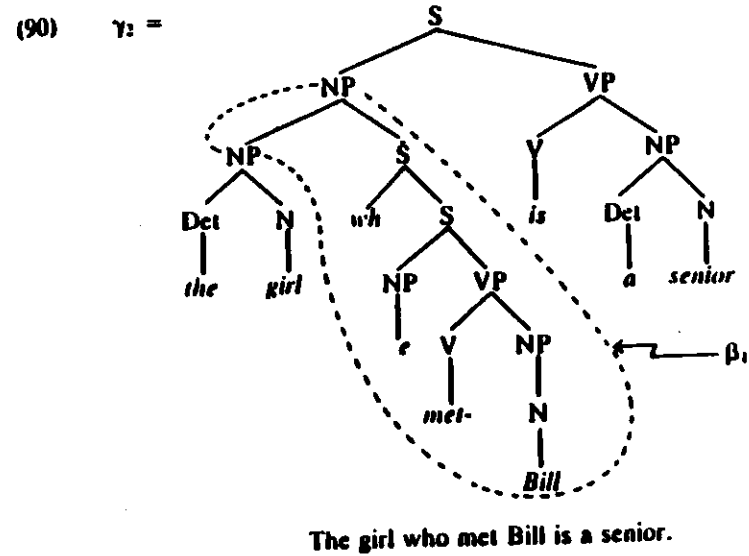 (90) γ₂ = S
NP VP
NP S̄ V NP
Det N wh S is Det N
the girl NP VP a senior
e V NP β₁
met- N
Bill
The girl who met Bill is a senior.